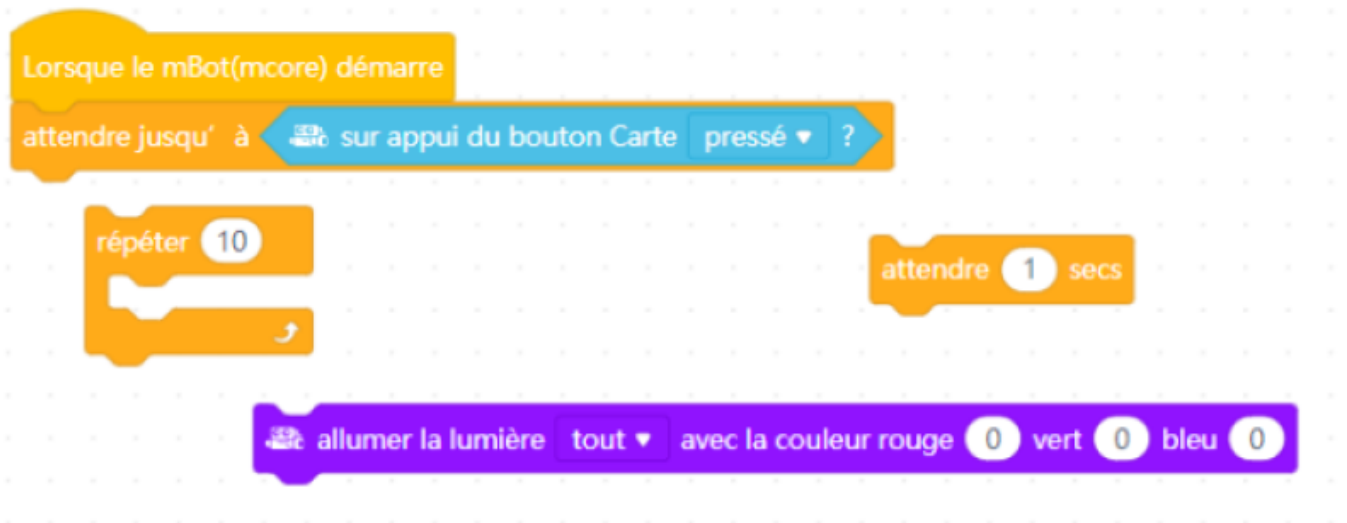 Lorsque le mBot(mcore) démarre
attendre jusqu’ à sur appui du bouton Carte pressé ?
répéter 10
attendre 1 secs
allumer la lumière tout avec la couleur rouge 0 vert 0 bleu 0